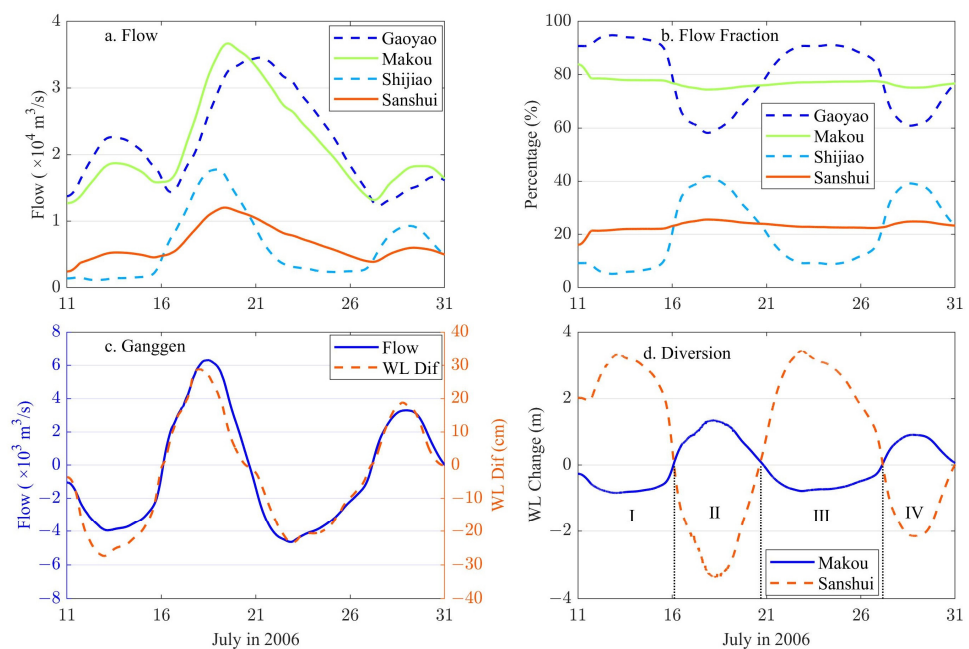 a. Flow
Gaoyao
Makou
Shijiao
Sanshui
Flow ( ×10⁴ m³/s)
4
3
2
1
0
11 16 21 26 31
b. Flow Fraction
Gaoyao
Makou
Shijiao
Sanshui
Percentage (%)
100
80
60
40
20
0
11 16 21 26 31
c. Ganggen
Flow
WL Dif
Flow ( ×10³ m³/s)
8
6
4
2
0
−2
−4
−6
−8
WL Dif (cm)
40
30
20
10
0
−10
−20
−30
−40
11 16 21 26 31
July in 2006
d. Diversion
WL Change (m)
4
2
0
−2
−4
I II III IV
Makou
Sanshui
11 16 21 26 31
July in 2006